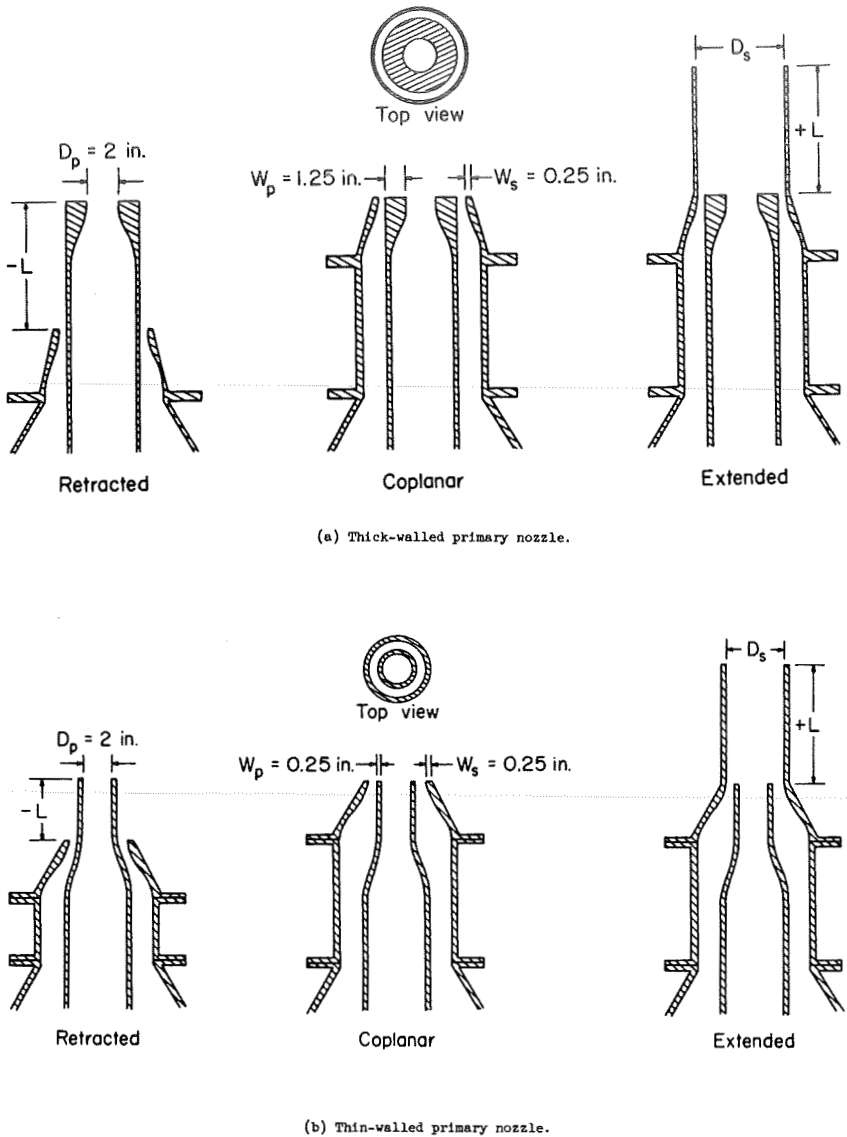 Top view
D_s
+L
D_p = 2 in.
W_p = 1.25 in.
W_s = 0.25 in.
-L
Retracted
Coplanar
Extended
(a) Thick-walled primary nozzle.
Top view
D_s
+L
D_p = 2 in.
W_p = 0.25 in.
W_s = 0.25 in.
-L
Retracted
Coplanar
Extended
(b) Thin-walled primary nozzle.